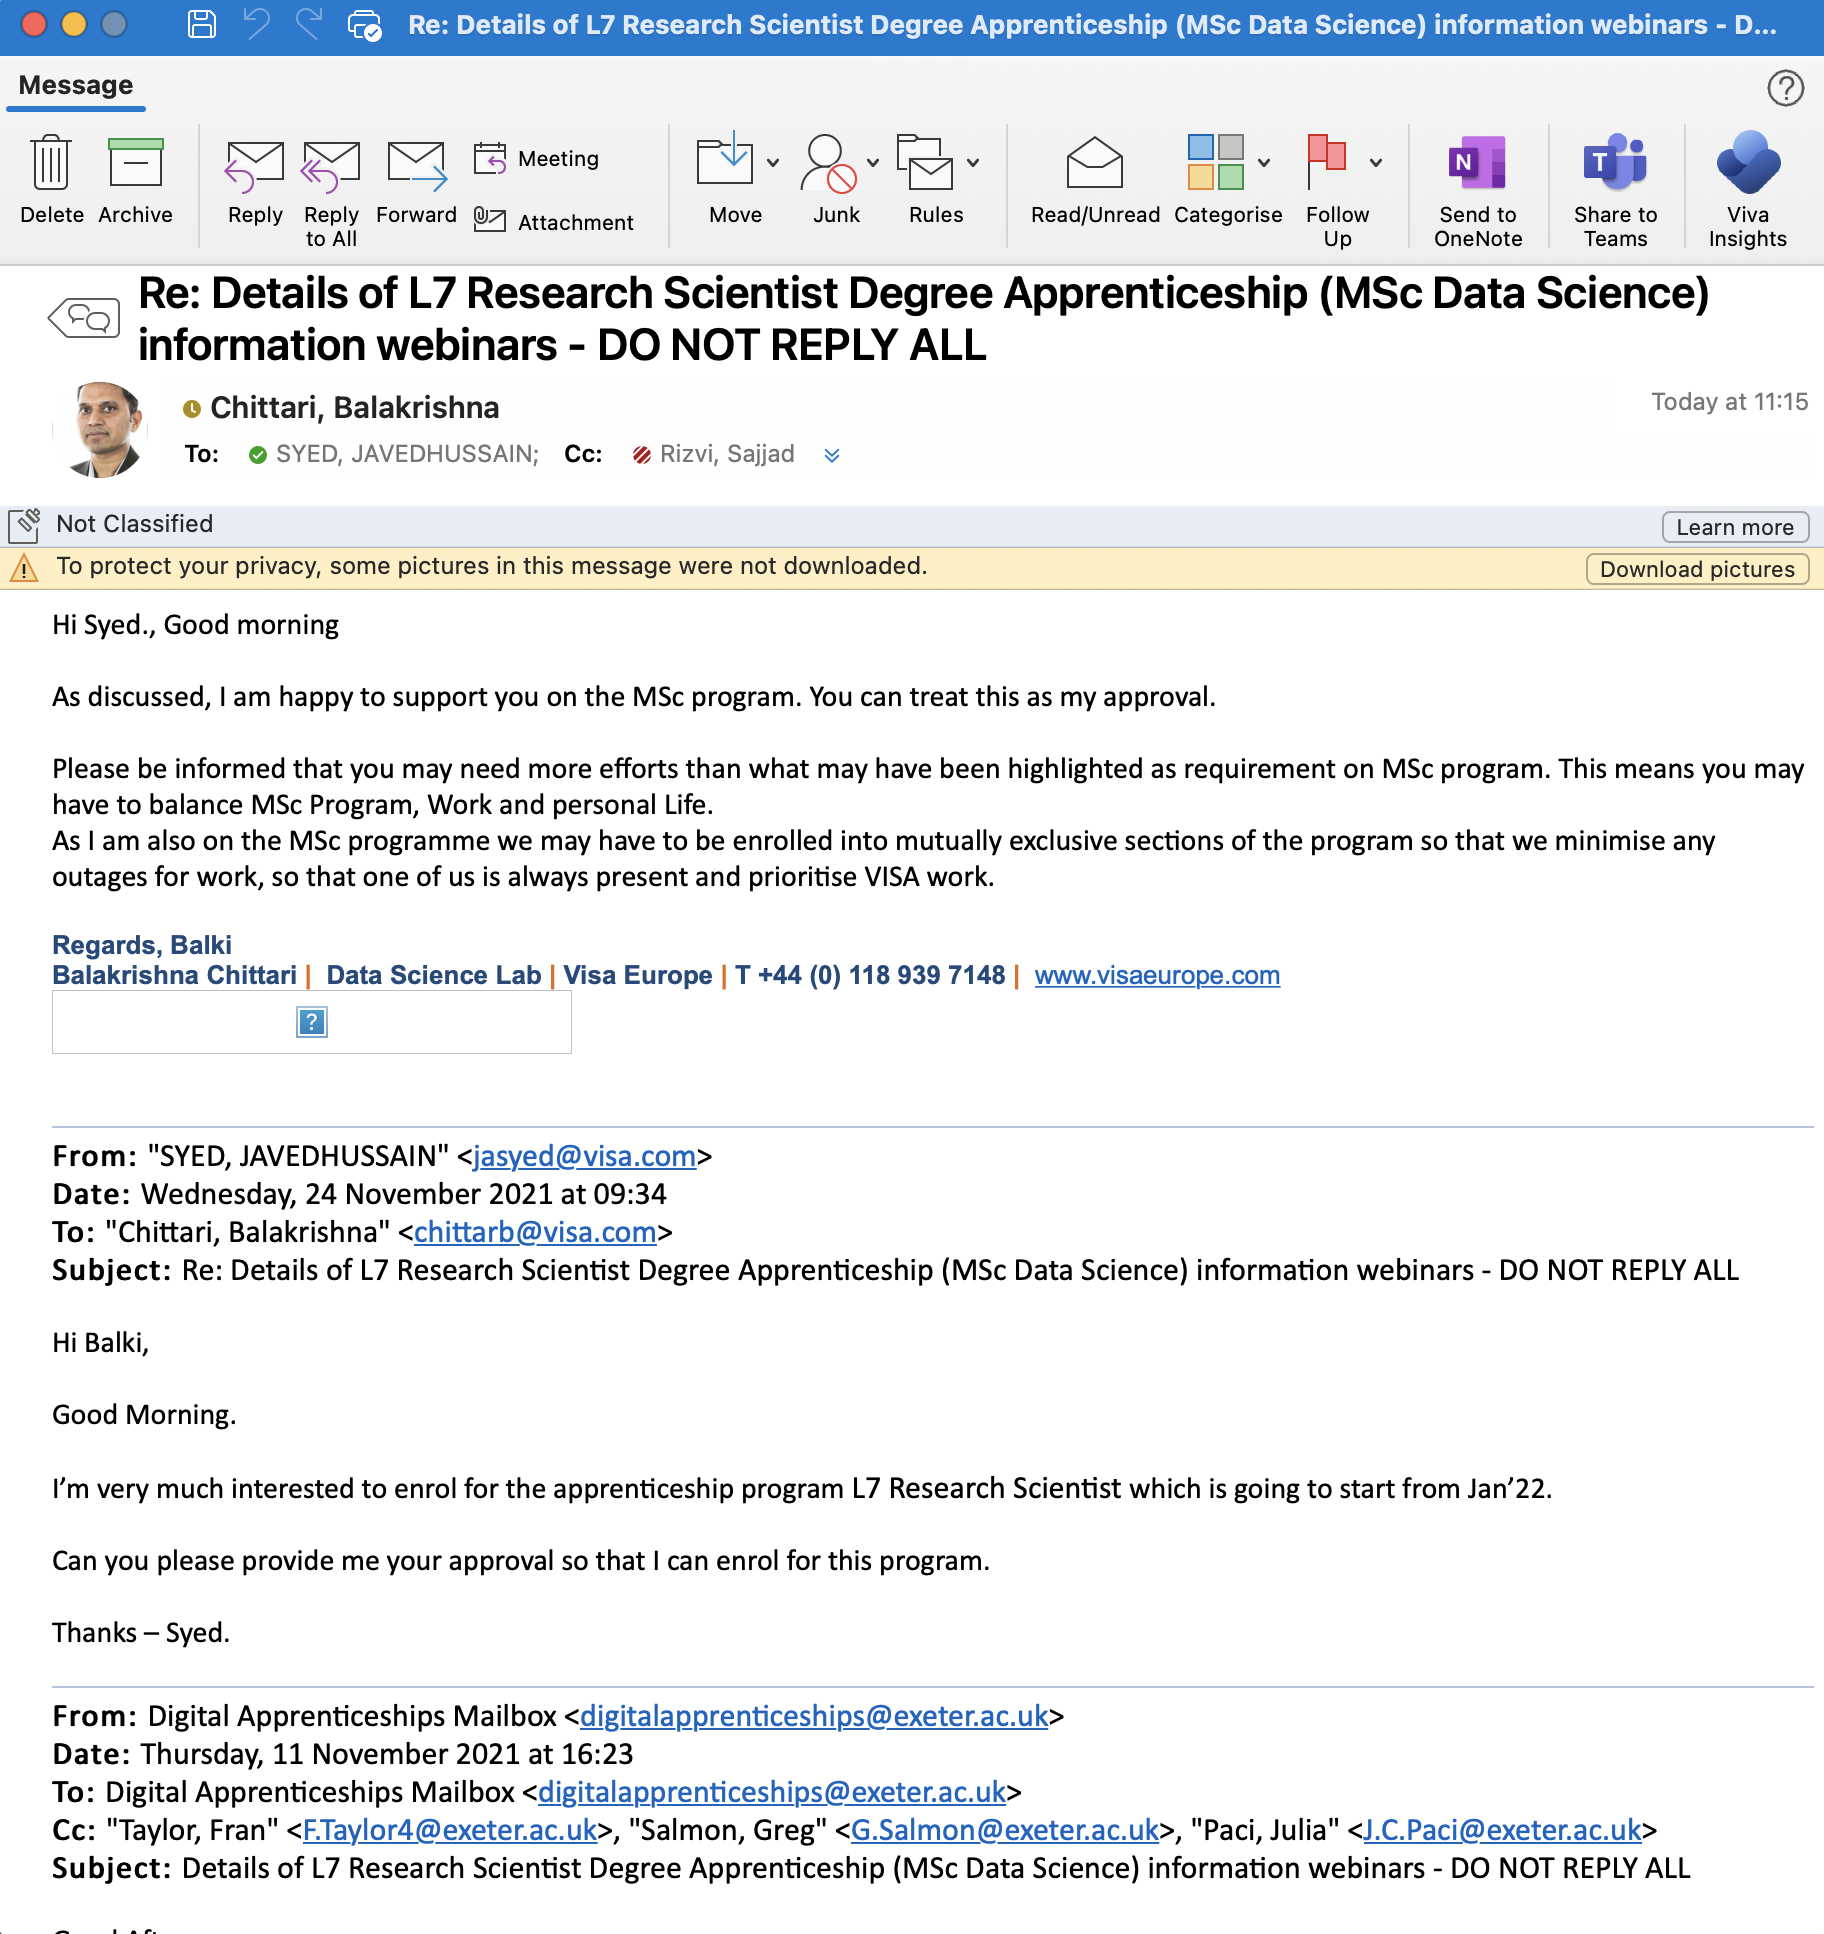 Re: Details of L7 Research Scientist Degree Apprenticeship (MSc Data Science) information webinars - D...
Message
Delete
Archive
Reply
Reply to All
Forward
Meeting
Attachment
Move
Junk
Rules
Read/Unread
Categorise
Follow Up
Send to OneNote
Share to Teams
Viva Insights
Re: Details of L7 Research Scientist Degree Apprenticeship (MSc Data Science)
information webinars - DO NOT REPLY ALL
Chittari, Balakrishna
Today at 11:15
To: SYED, JAVEDHUSSAIN; Cc: Rizvi, Sajjad
Not Classified
Learn more
To protect your privacy, some pictures in this message were not downloaded.
Download pictures
Hi Syed., Good morning
As discussed, I am happy to support you on the MSc program. You can treat this as my approval.
Please be informed that you may need more efforts than what may have been highlighted as requirement on MSc program. This means you may
have to balance MSc Program, Work and personal Life.
As I am also on the MSc programme we may have to be enrolled into mutually exclusive sections of the program so that we minimise any
outages for work, so that one of us is always present and prioritise VISA work.
Regards, Balki
Balakrishna Chittari | Data Science Lab | Visa Europe | T +44 (0) 118 939 7148 | www.visaeurope.com
From: "SYED, JAVEDHUSSAIN" <jasyed@visa.com>
Date: Wednesday, 24 November 2021 at 09:34
To: "Chittari, Balakrishna" <chittarb@visa.com>
Subject: Re: Details of L7 Research Scientist Degree Apprenticeship (MSc Data Science) information webinars - DO NOT REPLY ALL
Hi Balki,
Good Morning.
I'm very much interested to enrol for the apprenticeship program L7 Research Scientist which is going to start from Jan'22.
Can you please provide me your approval so that I can enrol for this program.
Thanks – Syed.
From: Digital Apprenticeships Mailbox <digitalapprenticeships@exeter.ac.uk>
Date: Thursday, 11 November 2021 at 16:23
To: Digital Apprenticeships Mailbox <digitalapprenticeships@exeter.ac.uk>
Cc: "Taylor, Fran" <F.Taylor4@exeter.ac.uk>, "Salmon, Greg" <G.Salmon@exeter.ac.uk>, "Paci, Julia" <J.C.Paci@exeter.ac.uk>
Subject: Details of L7 Research Scientist Degree Apprenticeship (MSc Data Science) information webinars - DO NOT REPLY ALL